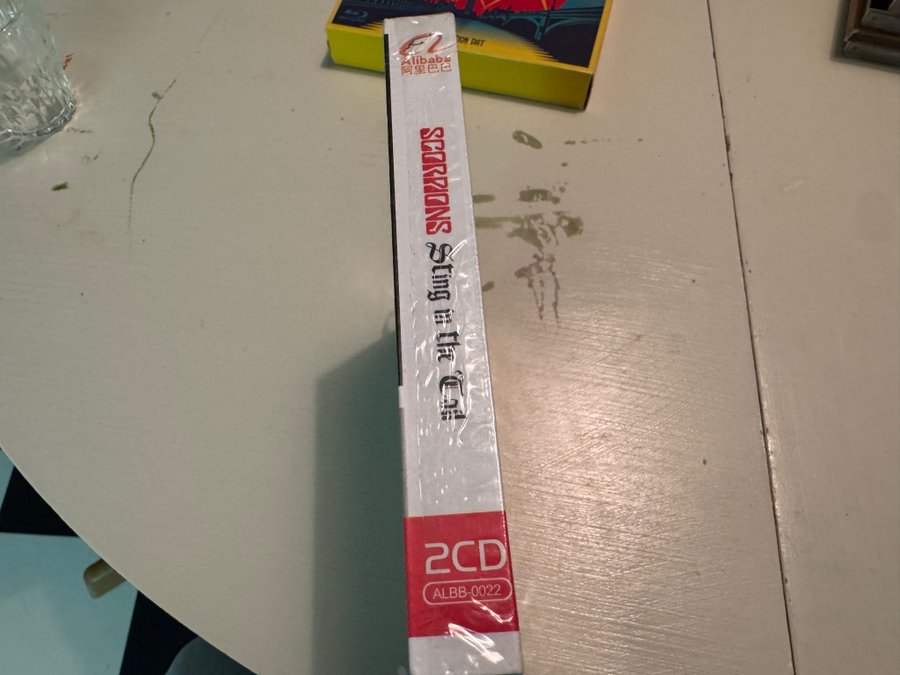 Alibaba
阿里巴巴
SCORPIONS Sting in the Tail
2CD
ALBB-0022